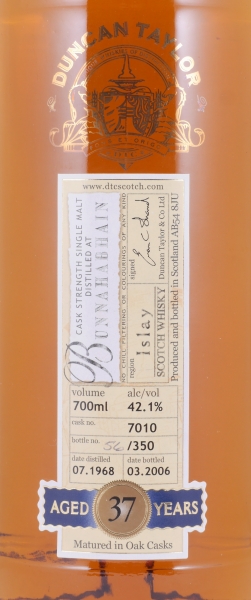 DUNCAN TAYLOR
www.dtcscotch.com
CASK STRENGTH SINGLE MALT
DISTILLED AT
BUNNAHABHAIN
NO CHILL FILTERING OR COLOURINGS OF ANY KIND
region
Islay
SCOTCH WHISKY
signed
Duncan Taylor & Co Ltd
Produced and bottled in Scotland AB54 8JU
volume
700ml
alc/vol
42.1%
cask no.
7010
bottle no.
56 /350
date distilled
07.1968
date bottled
03.2006
AGED 37 YEARS
Matured in Oak Casks